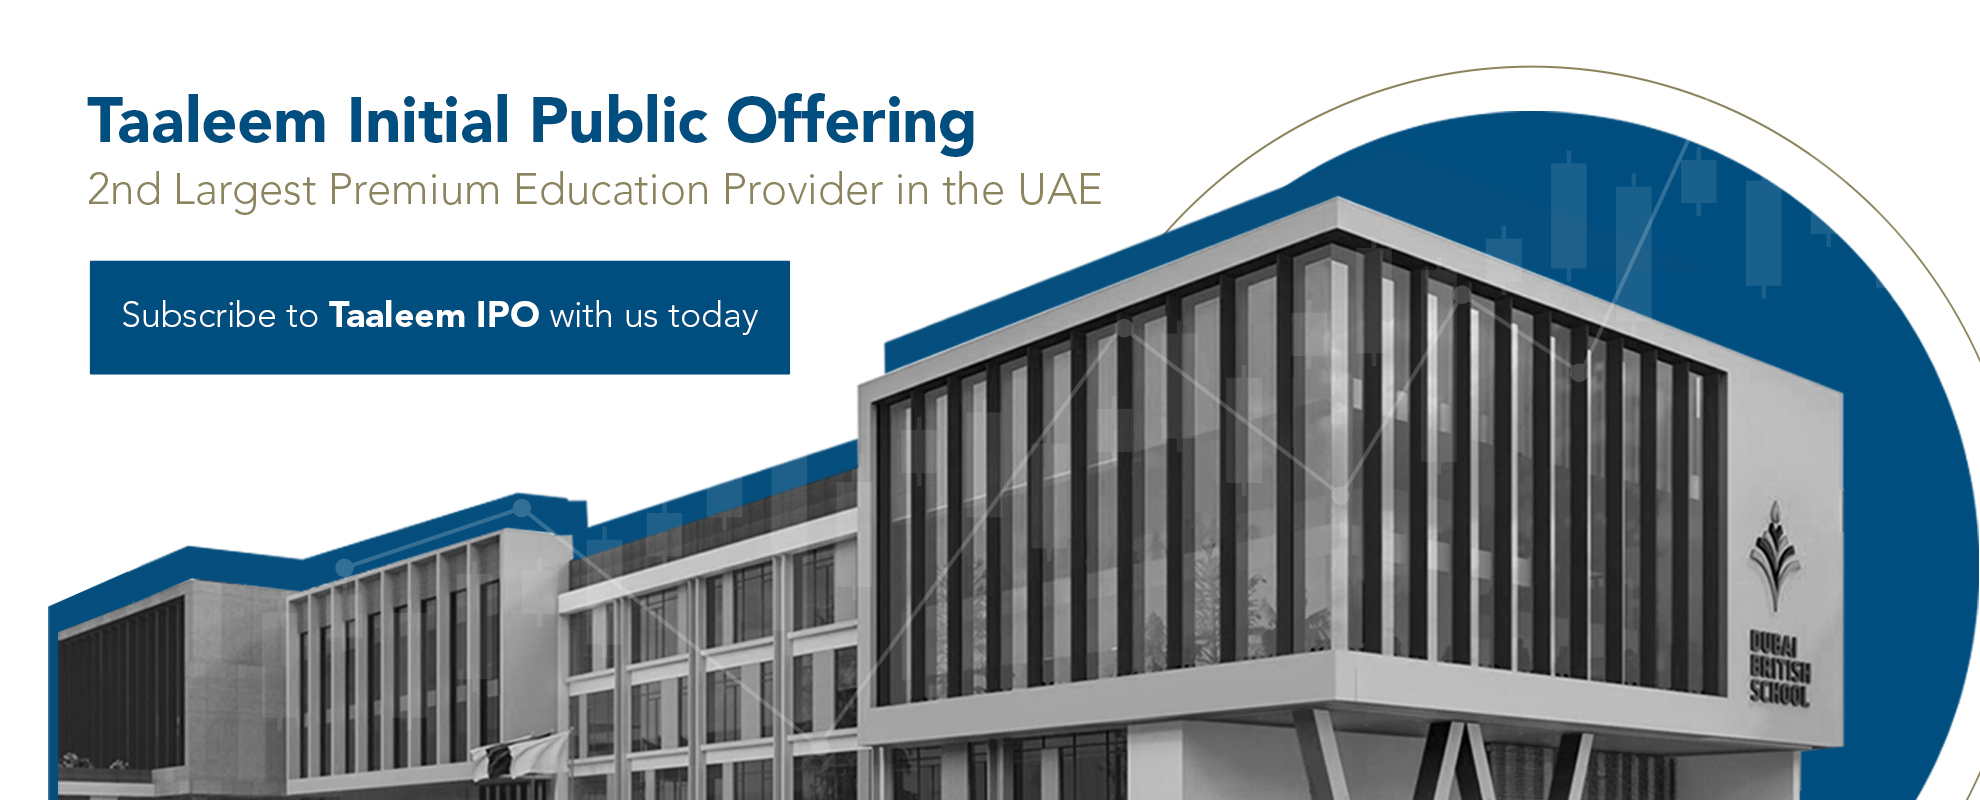 Taaleem Initial Public Offering
2nd Largest Premium Education Provider in the UAE
Subscribe to Taaleem IPO with us today
DUBAI
BRITISH
SCHOOL